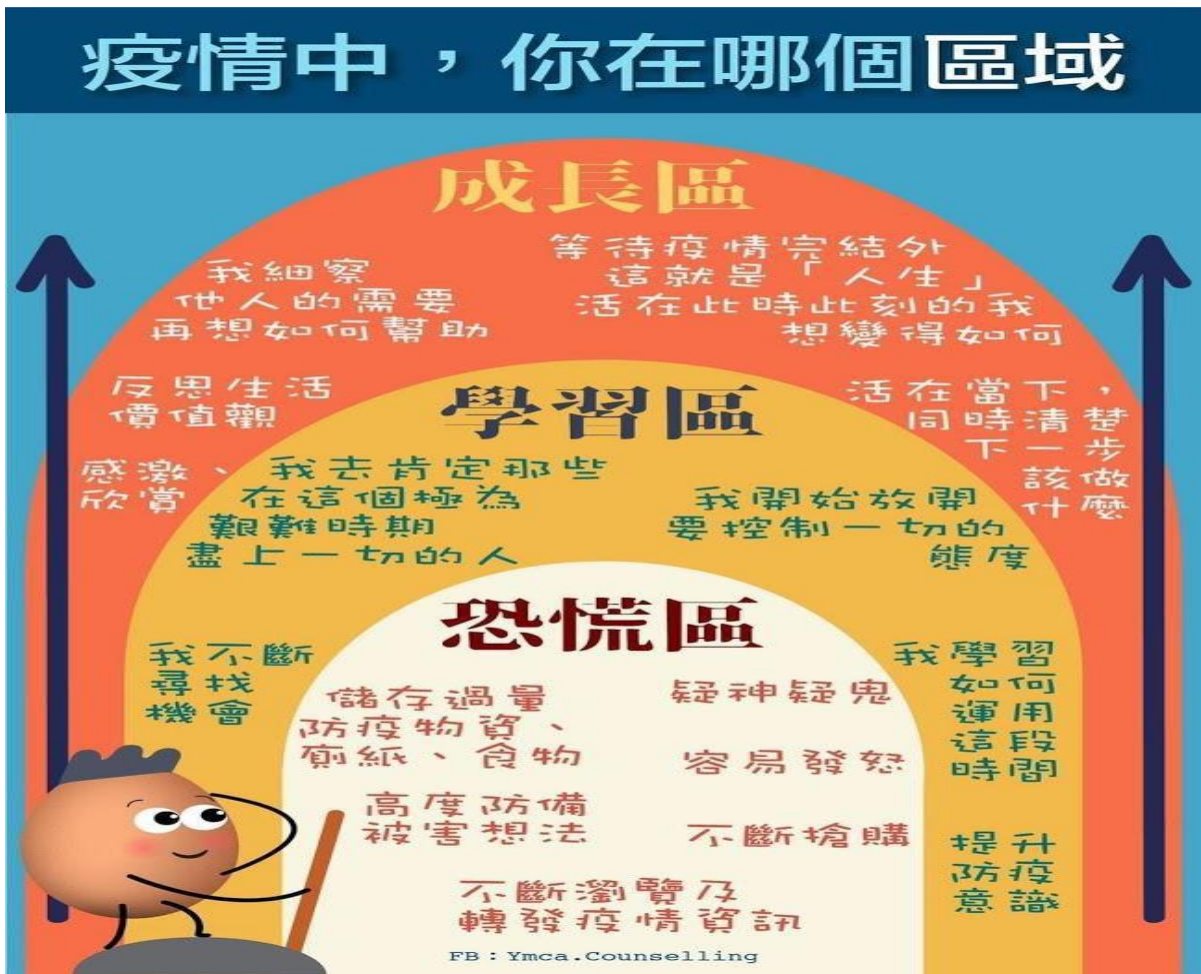 疫情中，你在哪個區域
成長區
我細察
他人的需要
再想如何幫助
等待疫情完結外
這就是「人生」
活在此時此刻的我
想變得如何
反思生活
價值觀
感激、
欣賞
活在當下，
同時清楚
下一步
該做
什麼
學習區
我去肯定那些
在這個極為
艱難時期
盡上一切的人
我開始放開
要控制一切的
態度
我不斷
尋找
機會
我學習
如何
運用
這段
時間
提升
防疫
意識
恐慌區
儲存過量
防疫物資、
廁紙、食物
疑神疑鬼
容易發怒
高度防備
被害想法
不斷搶購
不斷瀏覽及
轉發疫情資訊
FB：Ymca.Counselling